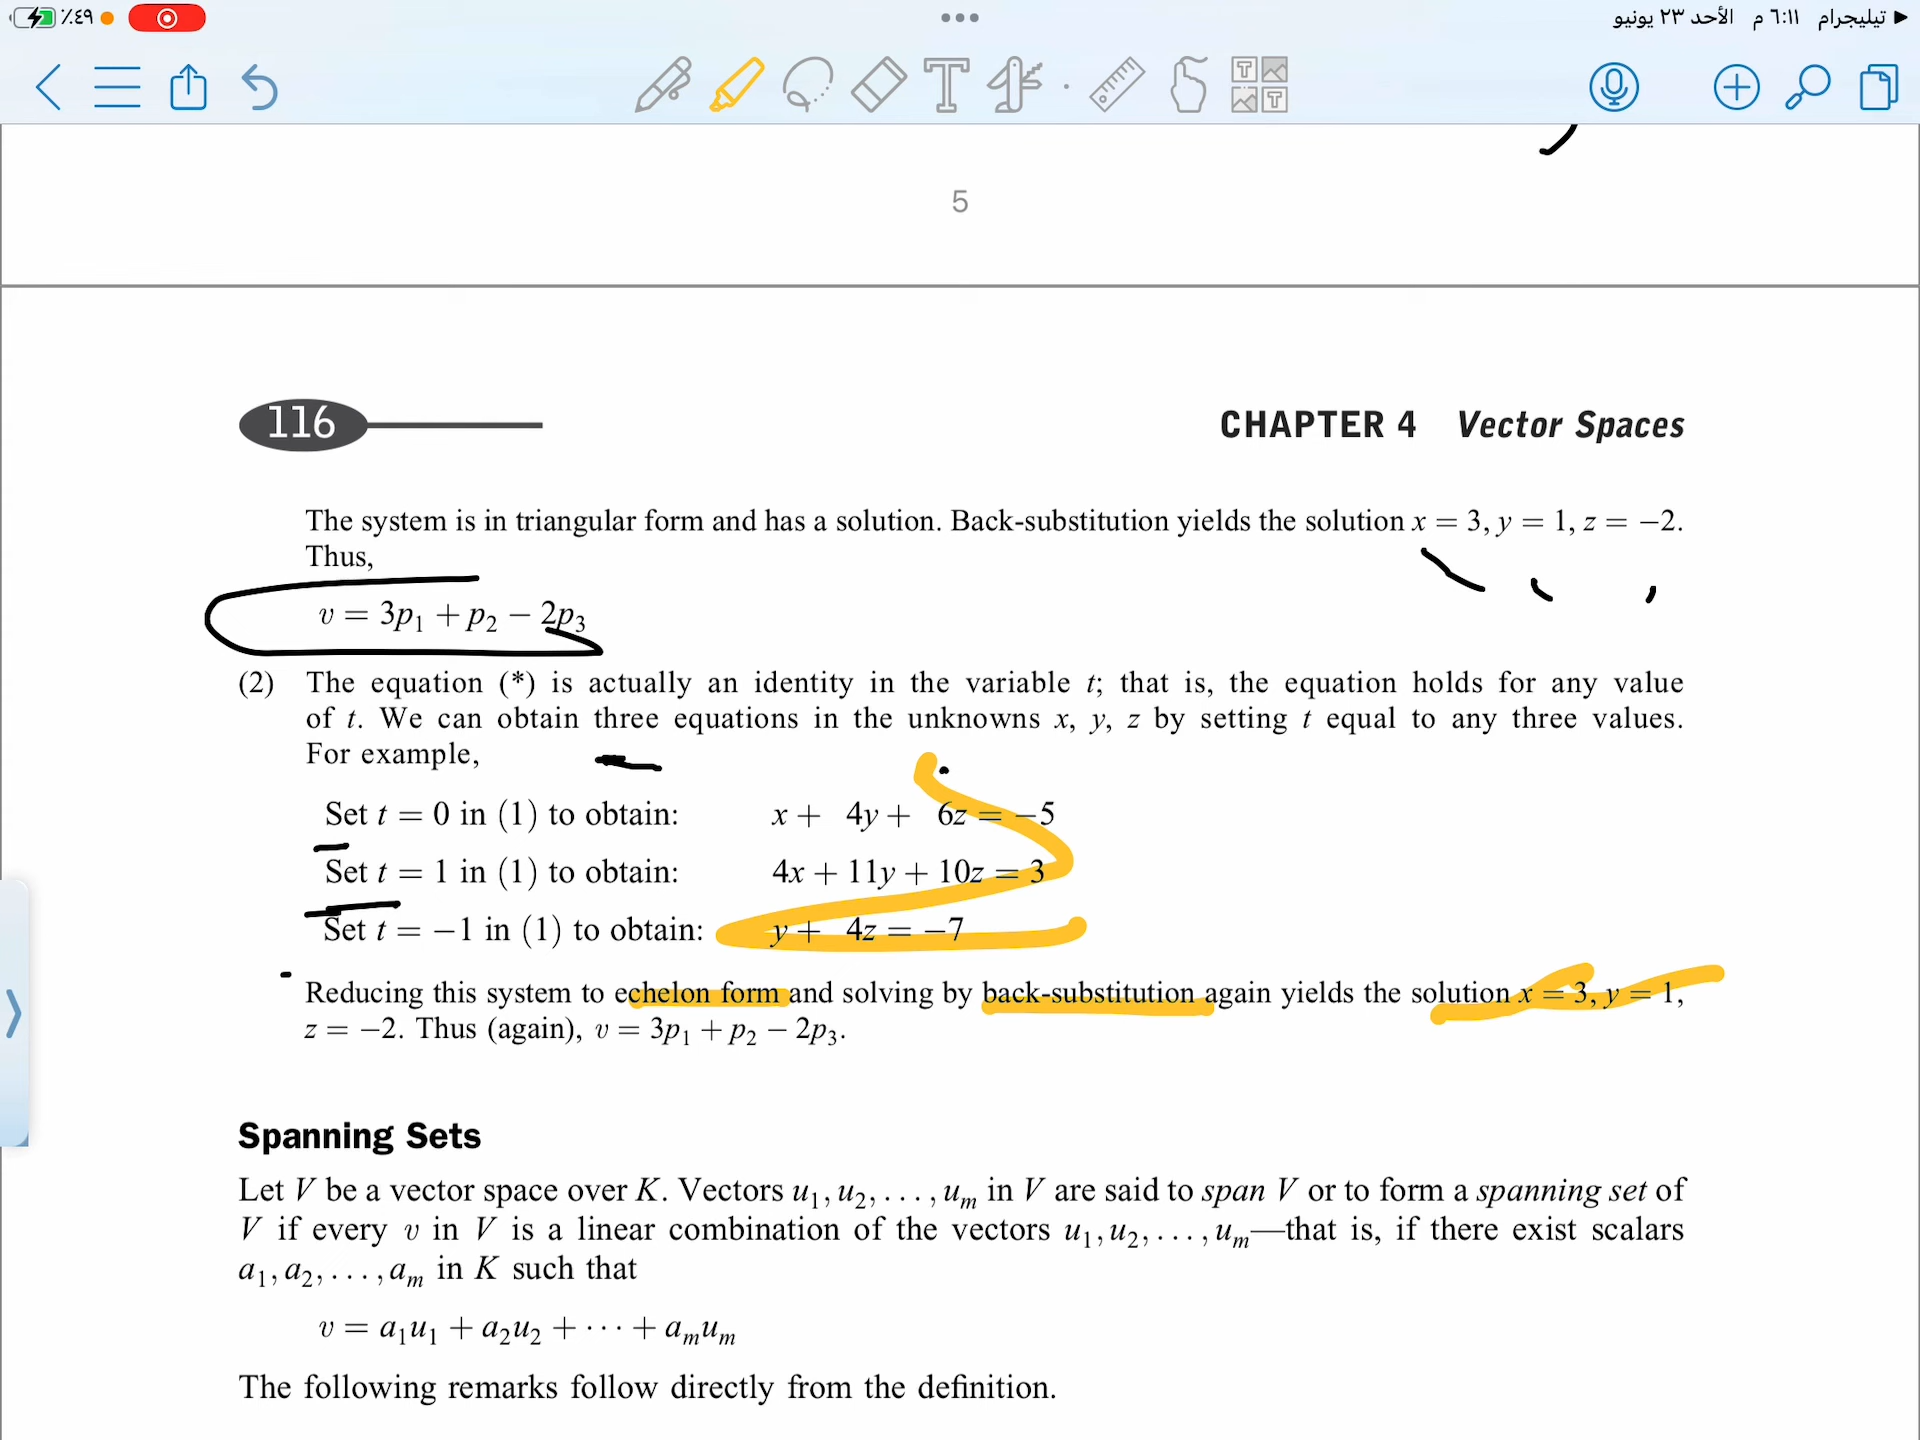 ٪٤٩
الأحد ٢٣ يونيو ٦:١١ م تيليجرام
5
116
CHAPTER 4 Vector Spaces
The system is in triangular form and has a solution. Back-substitution yields the solution x = 3, y = 1, z = −2.
Thus,
v = 3p₁ + p₂ − 2p₃
(2) The equation (*) is actually an identity in the variable t; that is, the equation holds for any value
of t. We can obtain three equations in the unknowns x, y, z by setting t equal to any three values.
For example,
Set t = 0 in (1) to obtain: x + 4y + 6z = −5
Set t = 1 in (1) to obtain: 4x + 11y + 10z = 3
Set t = −1 in (1) to obtain: y + 4z = −7
Reducing this system to echelon form and solving by back-substitution again yields the solution x = 3, y = 1,
z = −2. Thus (again), v = 3p₁ + p₂ − 2p₃.
Spanning Sets
Let V be a vector space over K. Vectors u₁, u₂, . . . , uₘ in V are said to span V or to form a spanning set of
V if every v in V is a linear combination of the vectors u₁, u₂, . . . , uₘ—that is, if there exist scalars
a₁, a₂, . . . , aₘ in K such that
v = a₁u₁ + a₂u₂ + · · · + aₘuₘ
The following remarks follow directly from the definition.